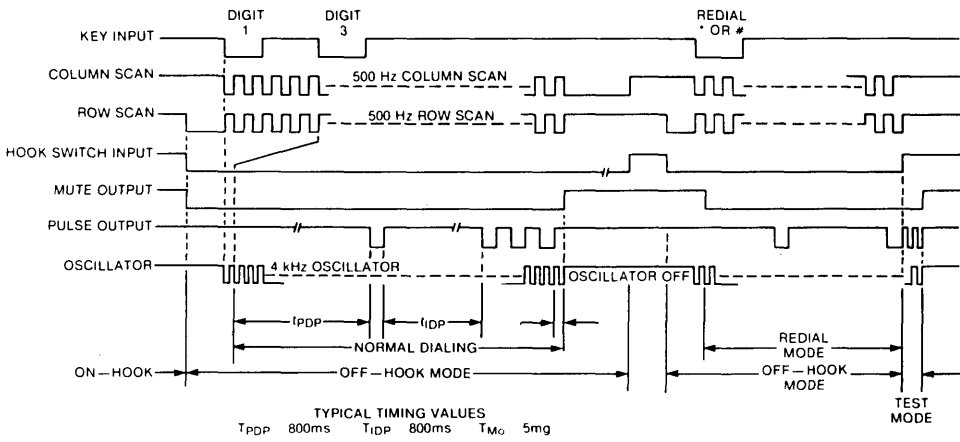 DIGIT
1
DIGIT
3
REDIAL
* OR #
KEY INPUT
COLUMN SCAN
500 Hz COLUMN SCAN
ROW SCAN
500 Hz ROW SCAN
HOOK SWITCH INPUT
MUTE OUTPUT
PULSE OUTPUT
OSCILLATOR
4 kHz OSCILLATOR
OSCILLATOR OFF
tPDP
tIDP
NORMAL DIALING
REDIAL
MODE
ON—HOOK
OFF—HOOK MODE
OFF—HOOK
MODE
TEST
MODE
TYPICAL TIMING VALUES
TPDP 800ms TIDP 800ms TMO 5mg